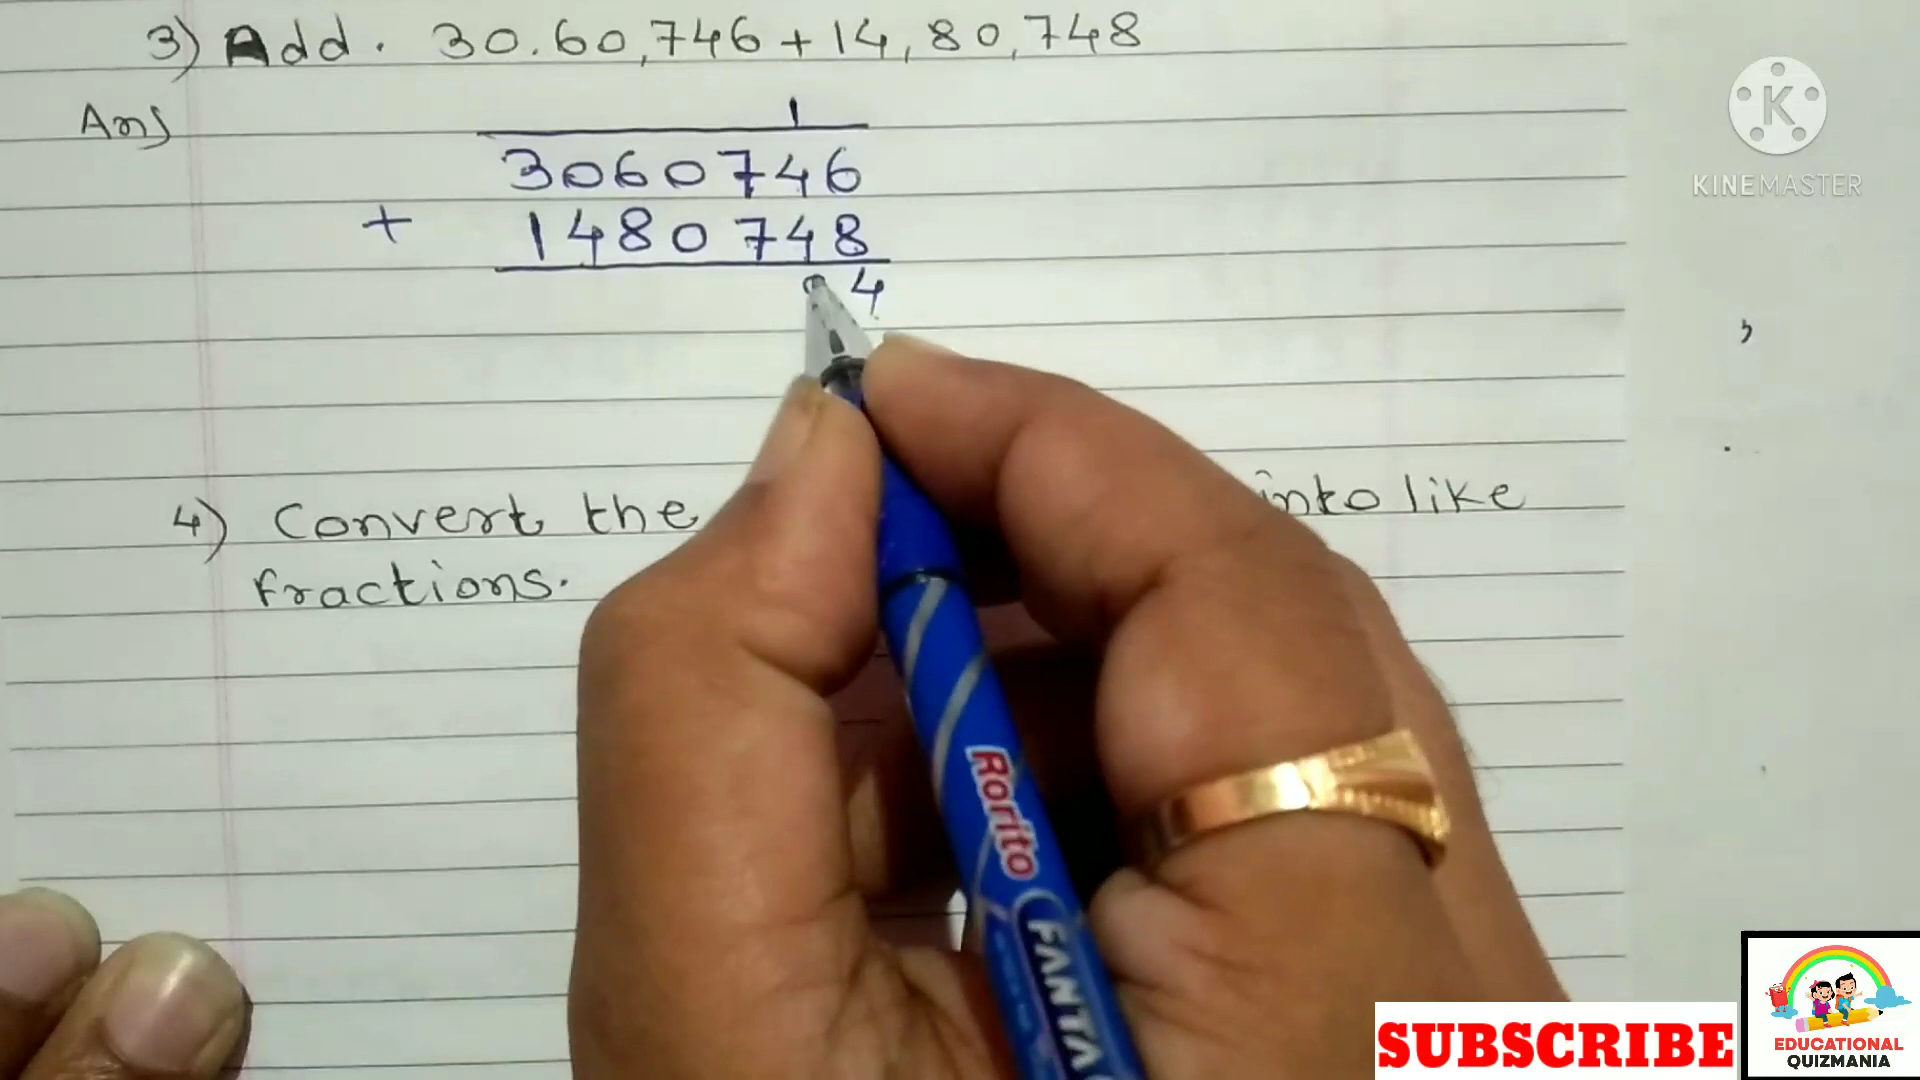 3) Add. 30.60,746 + 14,80,748
Ans
1
3060746
+ 1480748
4
4) Convert the into like
fractions.
KINEMASTER
Rorito
FANTA
SUBSCRIBE
EDUCATIONAL
QUIZMANIA